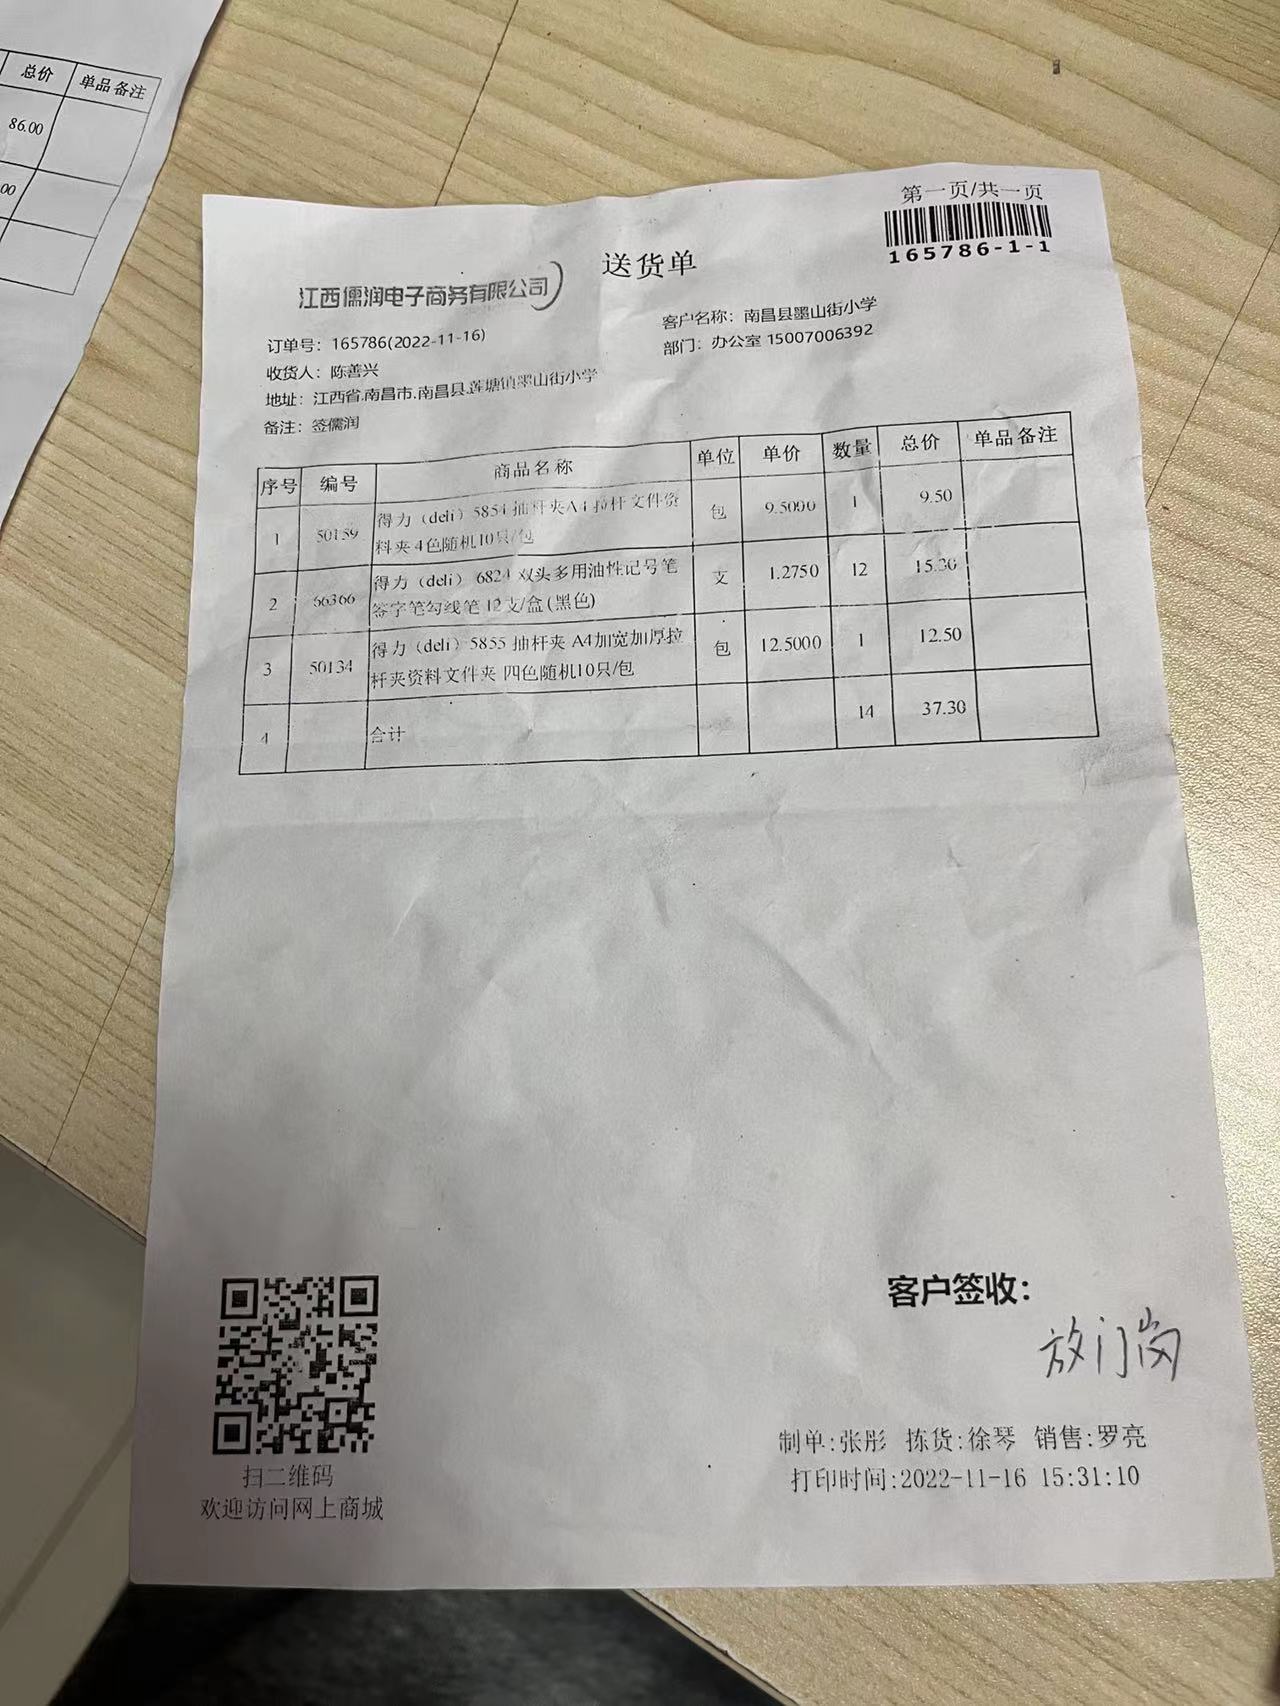 总价 单品备注
86.00
.00
第一页/共一页
165786-1-1
送货单
江西儒润电子商务有限公司
订单号：165786(2022-11-16)
客户名称：南昌县墨山街小学
收货人：陈善兴
部门：办公室 15007006392
地址：江西省.南昌市.南昌县.莲塘镇墨山街小学
备注：签儒润
序号 编号 商品名称 单位 单价 数量 总价 单品备注
1 50159 得力（deli）5854 抽杆夹A4 拉杆文件资 包 9.5000 1 9.50
料夹 4色随机10只/包
2 66366 得力（deli） 6824 双头多用油性记号笔 支 1.2750 12 15.30
签字笔勾线笔 12支/盒(黑色)
3 50134 得力（deli）5855 抽杆夹 A4加宽加厚拉 包 12.5000 1 12.50
杆夹资料文件夹 四色随机10只/包
4 合计 14 37.30
客户签收：
放门岗
扫二维码
欢迎访问网上商城
制单:张彤 拣货:徐琴 销售:罗亮
打印时间:2022-11-16 15:31:10